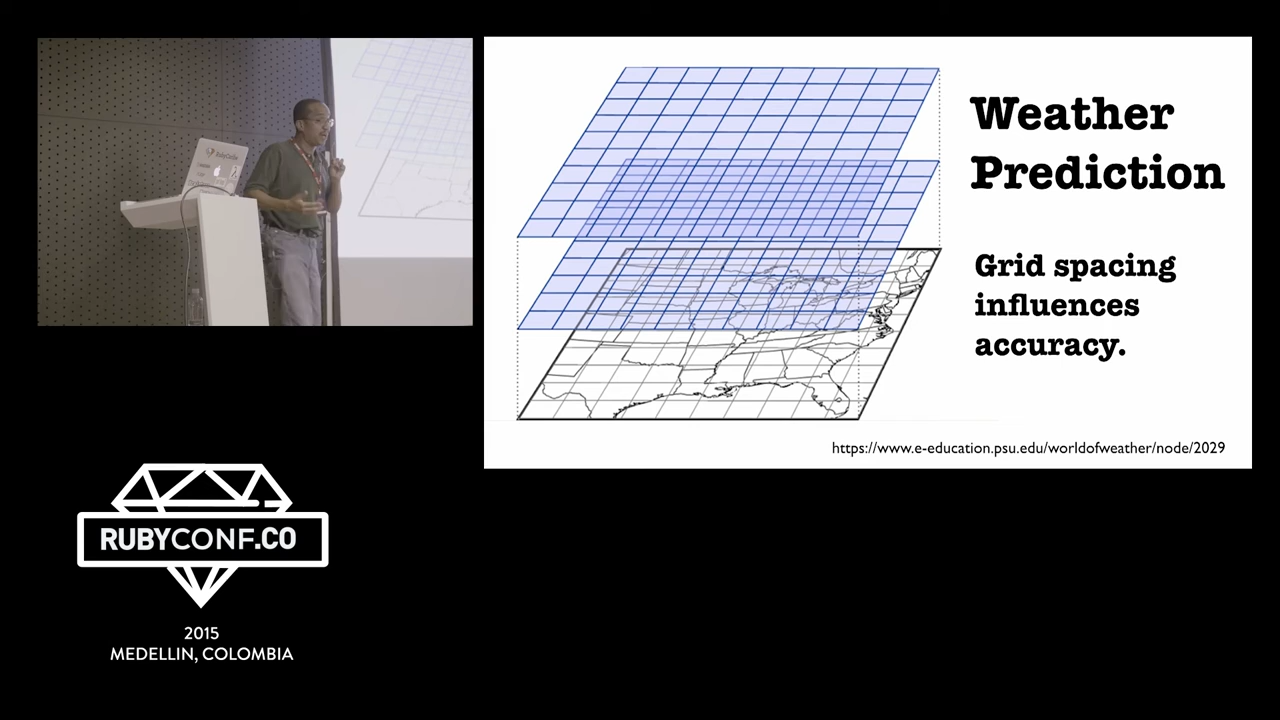 Weather
Prediction
Grid spacing
influences
accuracy.
https://www.e-education.psu.edu/worldofweather/node/2029
RUBYCONF.CO
2015
MEDELLIN, COLOMBIA